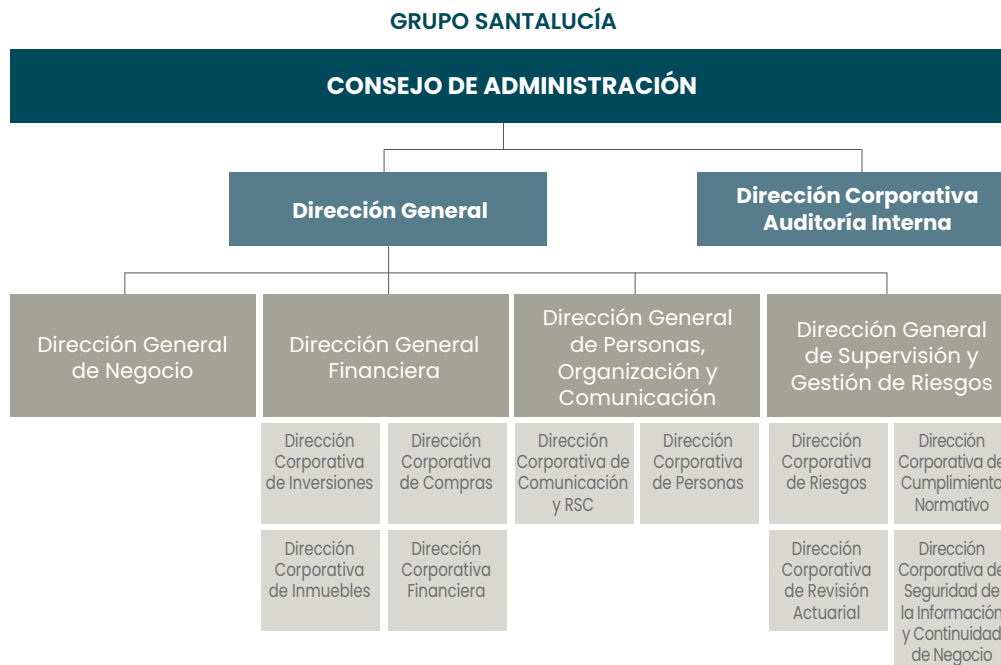 GRUPO SANTALUCÍA
CONSEJO DE ADMINISTRACIÓN
Dirección General
Dirección Corporativa
Auditoría Interna
Dirección General
de Negocio
Dirección General
Financiera
Dirección General
de Personas,
Organización y
Comunicación
Dirección General
de Supervisión y
Gestión de Riesgos
Dirección
Corporativa
de Inversiones
Dirección
Corporativa
de Compras
Dirección
Corporativa de
Comunicación
y RSC
Dirección
Corporativa
de Personas
Dirección
Corporativa
de Riesgos
Dirección
Corporativa de
Cumplimiento
Normativo
Dirección
Corporativa
de Inmuebles
Dirección
Corporativa
Financiera
Dirección
Corporativa
de Revisión
Actuarial
Dirección
Corporativa de
Seguridad de
la Información
y Continuidad
de Negocio